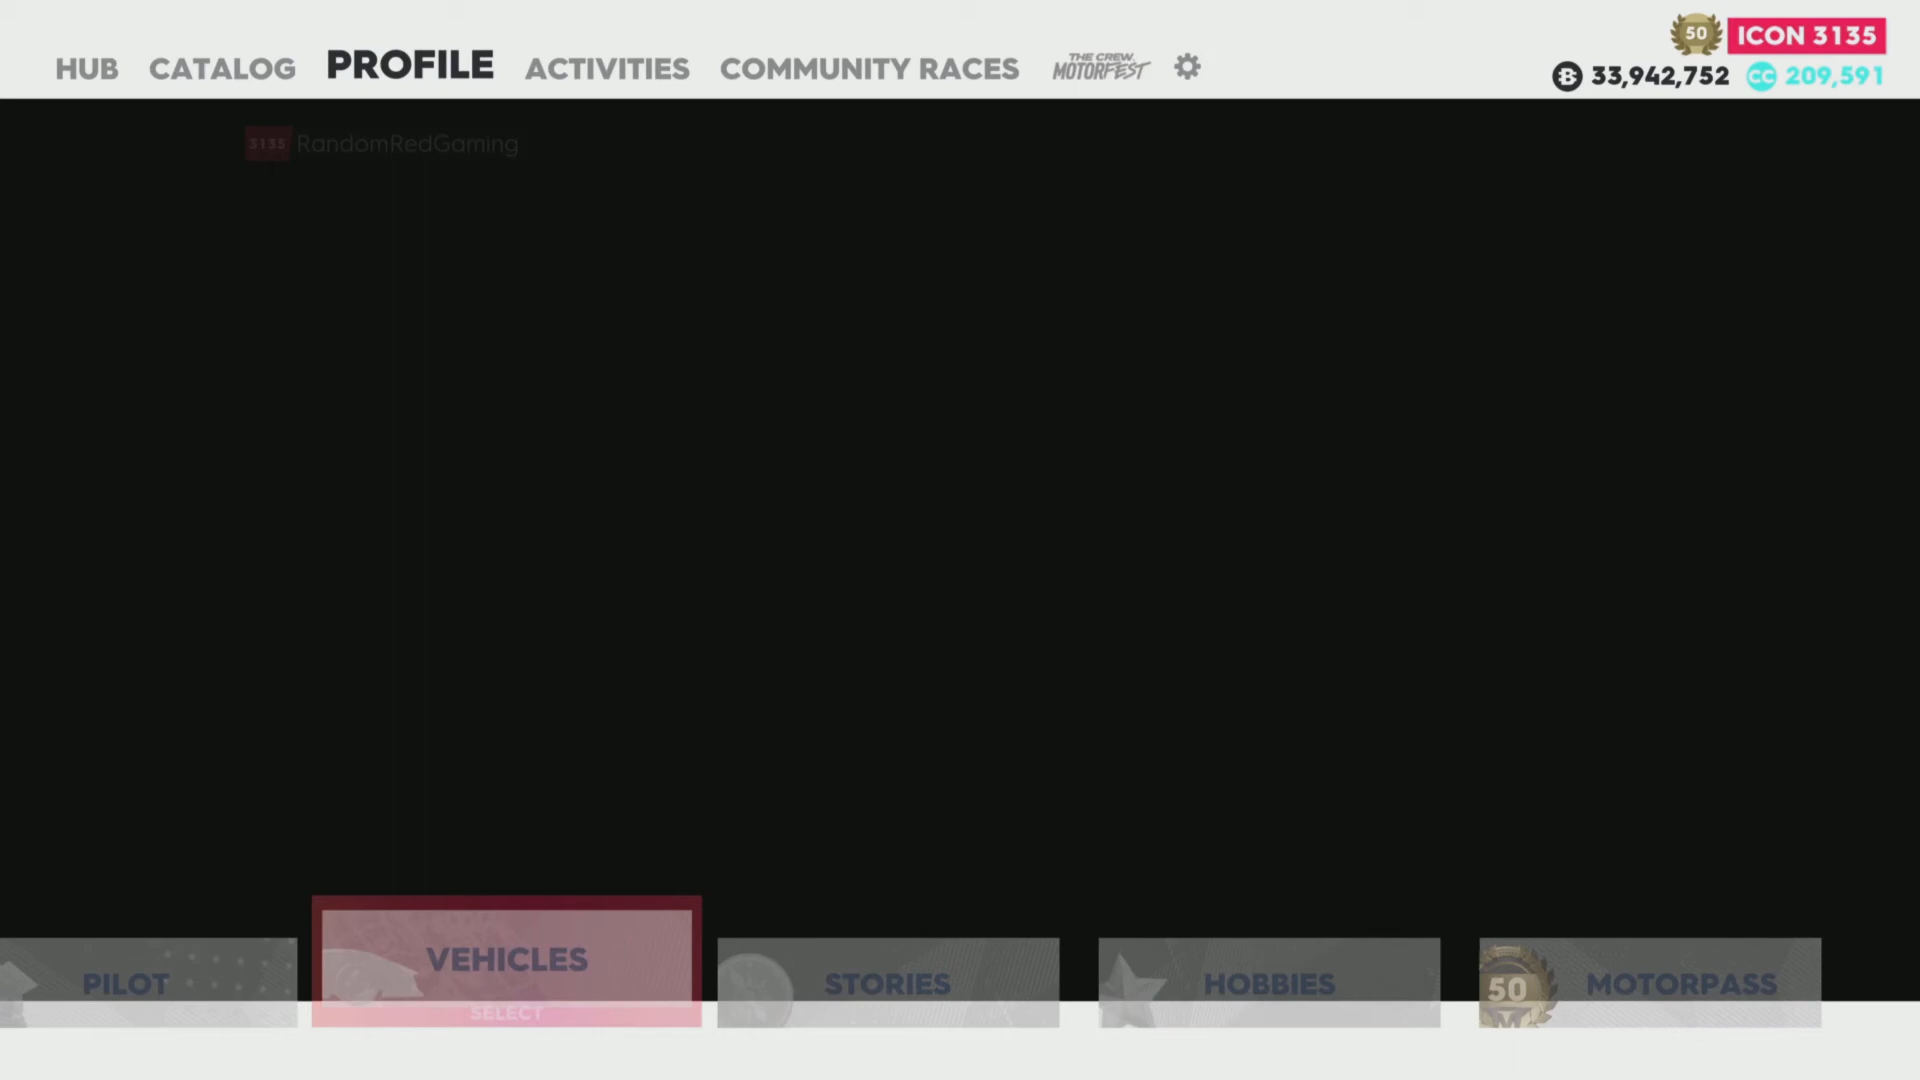 50 ICON 3135
HUB CATALOG PROFILE ACTIVITIES COMMUNITY RACES THE CREW MOTORFEST
33,942,752 CC 209,591
3135 RandomRedGaming
PILOT VEHICLES STORIES HOBBIES 50 MOTORPASS
SELECT